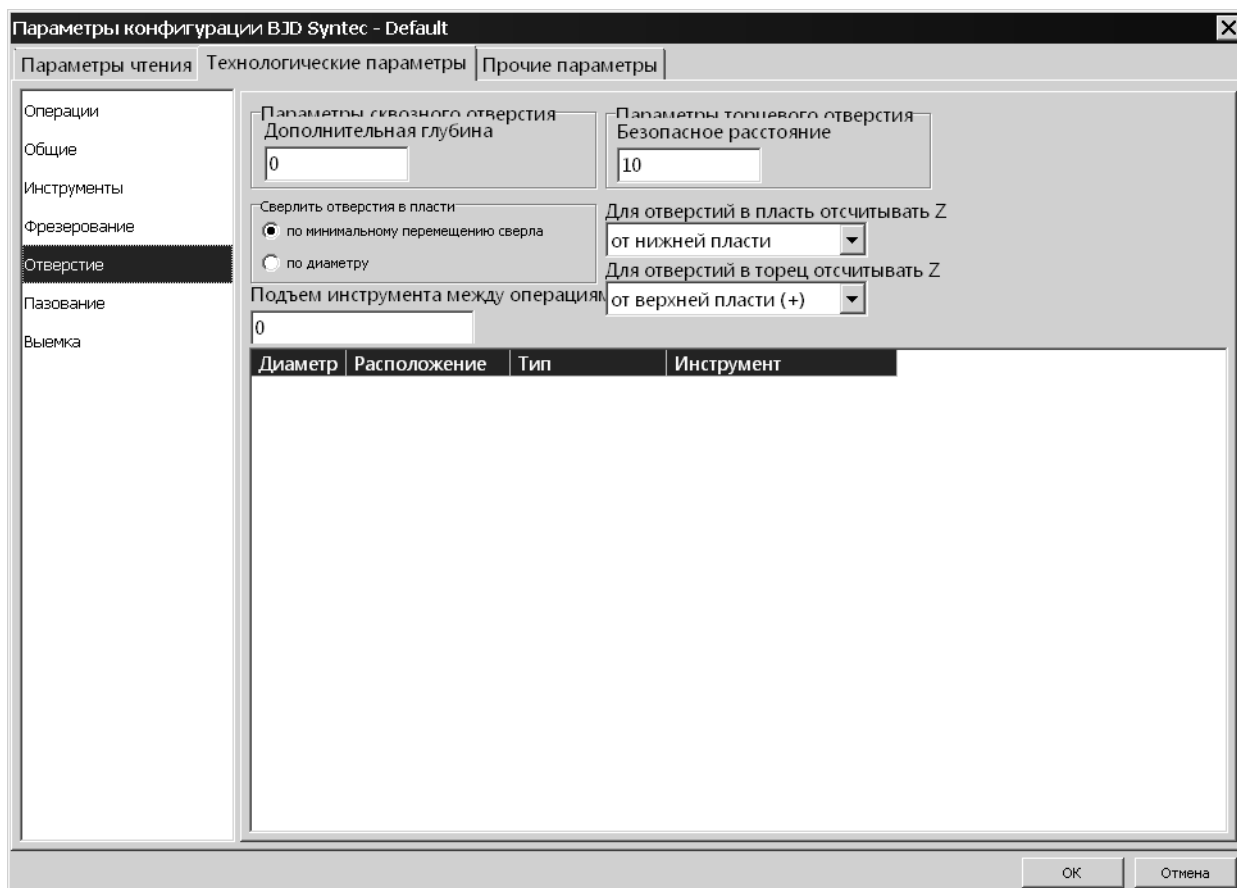 Параметры конфигурации BJD Syntec - Default
Параметры чтения Технологические параметры Прочие параметры
Операции
Общие
Инструменты
Фрезерование
Отверстие
Пазование
Выемка
Параметры сквозного отверстия
Дополнительная глубина
0
Параметры торцевого отверстия
Безопасное расстояние
10
Сверлить отверстия в пласти
по минимальному перемещению сверла
по диаметру
Для отверстий в пласть отсчитывать Z
от нижней пласти
Для отверстий в торец отсчитывать Z
от верхней пласти (+)
Подъем инструмента между операциям
0
Диаметр Расположение Тип Инструмент
ОК Отмена